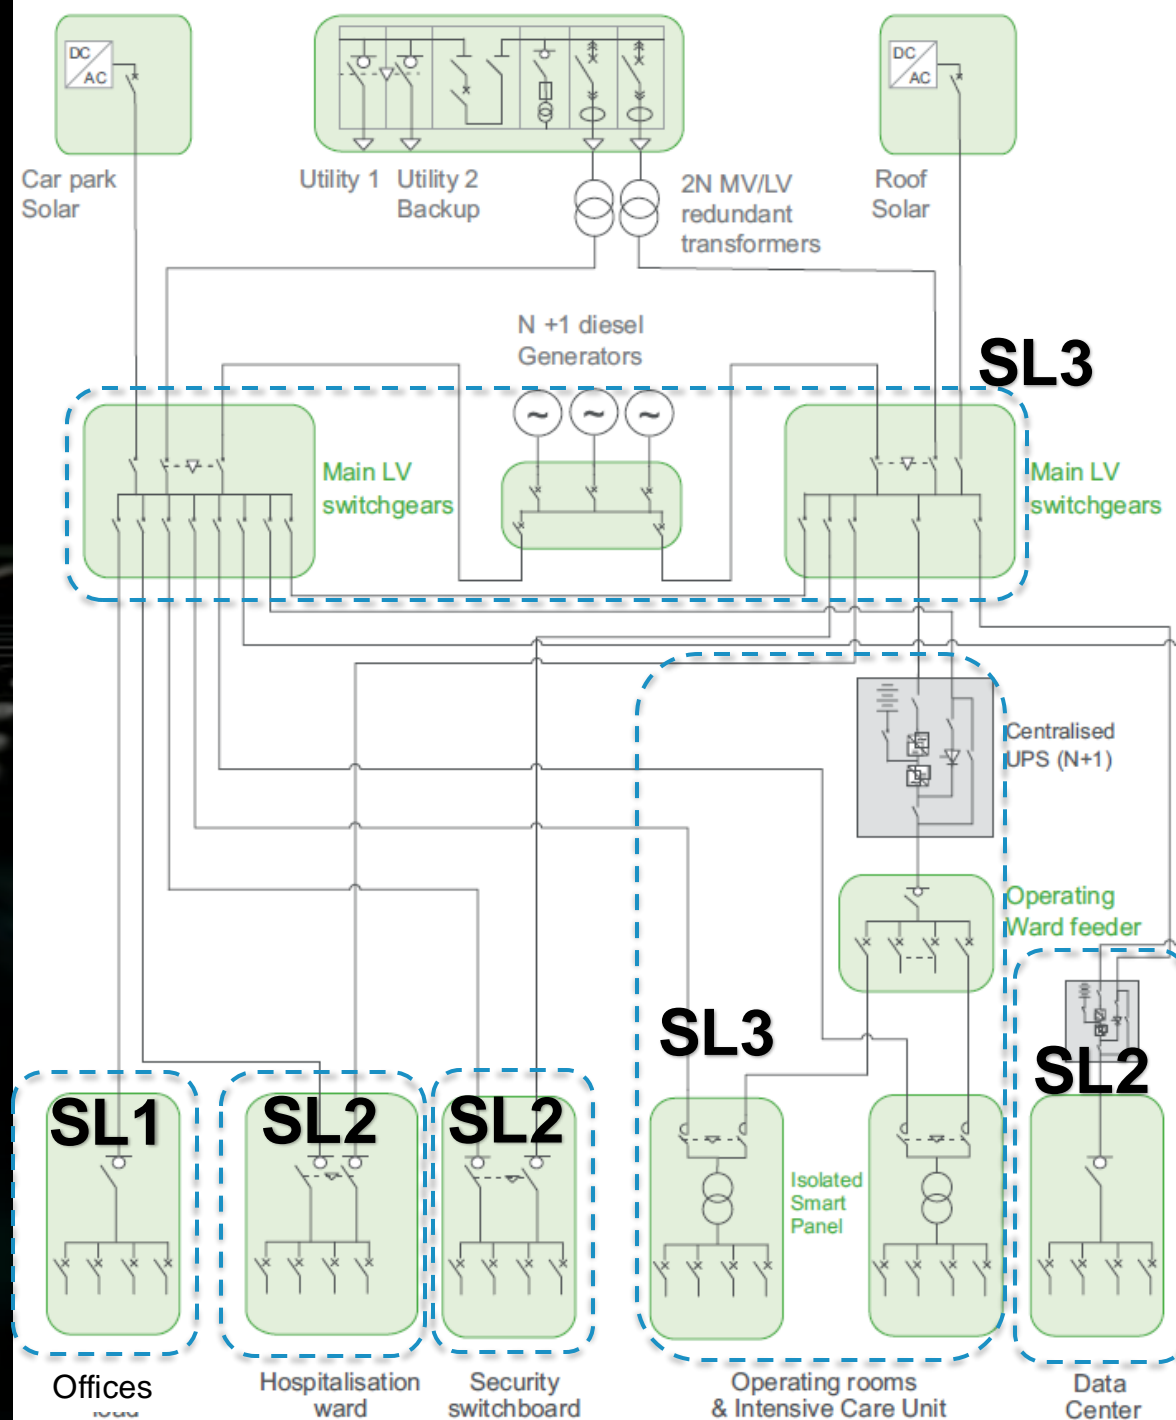 DC
AC
DC
AC
Car park
Solar
Utility 1
Utility 2
Backup
2N MV/LV
redundant
transformers
Roof
Solar
N +1 diesel
Generators
SL3
~
~
~
Main LV
switchgears
Main LV
switchgears
Centralised
UPS (N+1)
Operating
Ward feeder
SL3
SL2
SL1
SL2
SL2
Isolated
Smart
Panel
Offices
load
Hospitalisation
ward
Security
switchboard
Operating rooms
& Intensive Care Unit
Data
Center